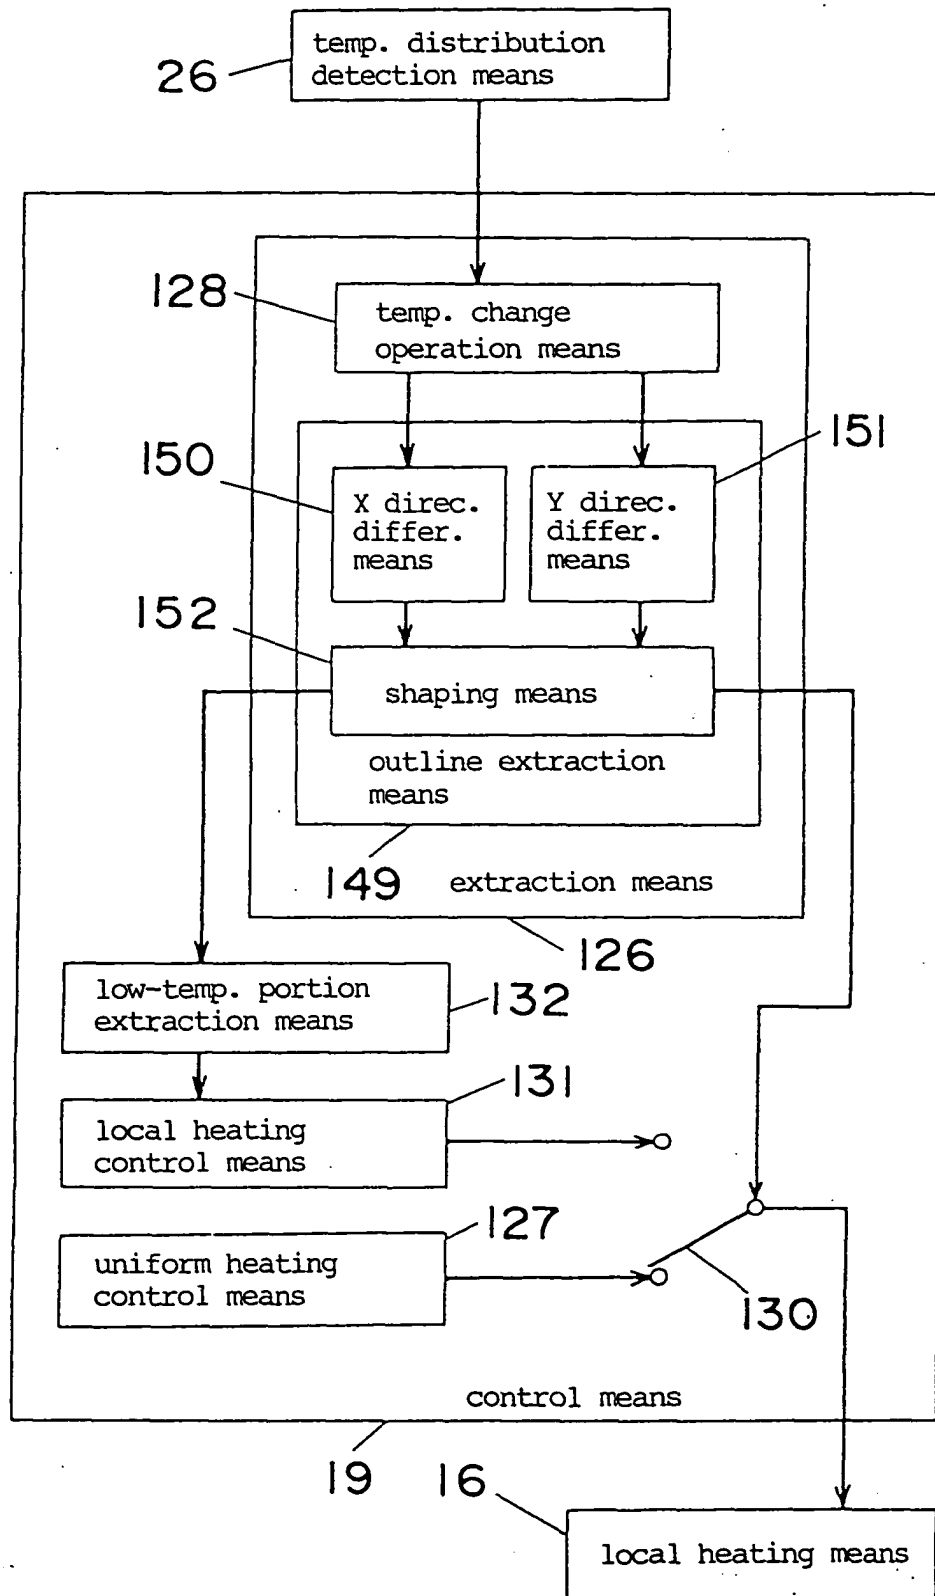 temp. distribution
detection means
26
128
temp. change
operation means
151
150
X direc.
differ.
means
Y direc.
differ.
means
152
shaping means
outline extraction
means
149
extraction means
126
low-temp. portion
extraction means
132
131
local heating
control means
127
uniform heating
control means
130
control means
19
16
local heating means